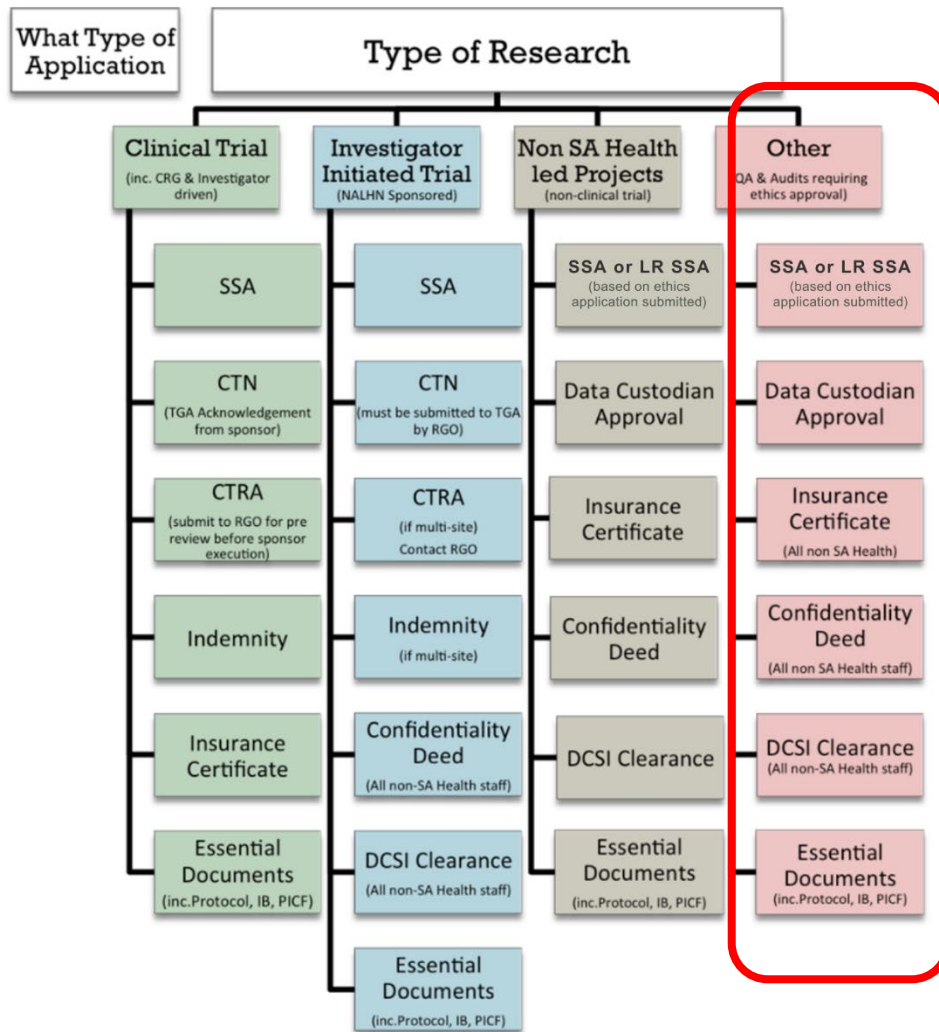 What Type of
Application
Type of Research
Clinical Trial
(inc. CRG & Investigator
driven)
SSA
CTN
(TGA Acknowledgement
from sponsor)
CTRA
(submit to RGO for pre
review before sponsor
execution)
Indemnity
Insurance
Certificate
Essential
Documents
(inc.Protocol, IB, PICF)
Investigator
Initiated Trial
(NALHN Sponsored)
SSA
CTN
(must be submitted to TGA
by RGO)
CTRA
(if multi-site)
Contact RGO
Indemnity
(if multi-site)
Confidentiality
Deed
(All non-SA Health staff)
DCSI Clearance
(All non-SA Health staff)
Essential
Documents
(inc.Protocol, IB, PICF)
Non SA Health
led Projects
(non-clinical trial)
SSA or LR SSA
(based on ethics
application submitted)
Data Custodian
Approval
Insurance
Certificate
Confidentiality
Deed
DCSI Clearance
Essential
Documents
(inc.Protocol, IB, PICF)
Other
QA & Audits requiring
ethics approval)
SSA or LR SSA
(based on ethics
application submitted)
Data Custodian
Approval
Insurance
Certificate
(All non SA Health)
Confidentiality
Deed
(All non SA Health staff)
DCSI Clearance
(All non-SA Health staff)
Essential
Documents
(inc.Protocol, IB, PICF)